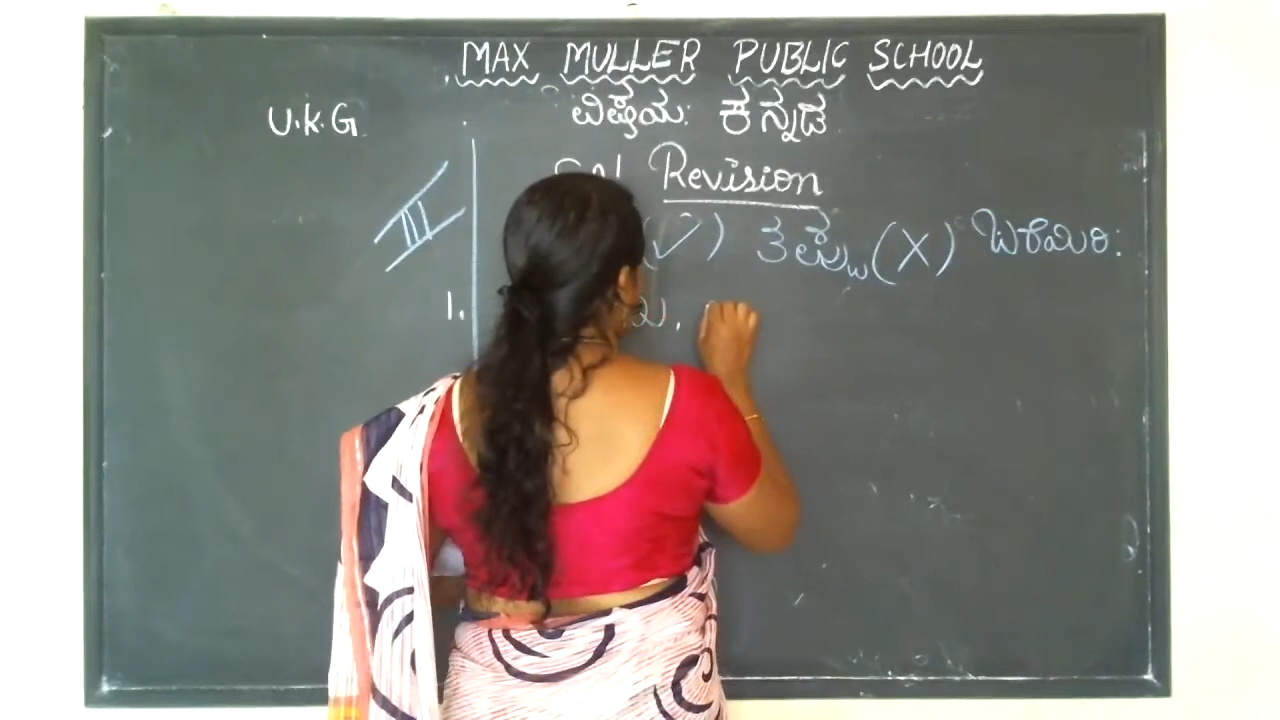 MAX MULLER PUBLIC SCHOOL
U.K.G
ವಿಷಯ: ಕನ್ನಡ
Revision
III
(✓) ತಪ್ಪು (X) ಬರೆಯಿರಿ:
1.